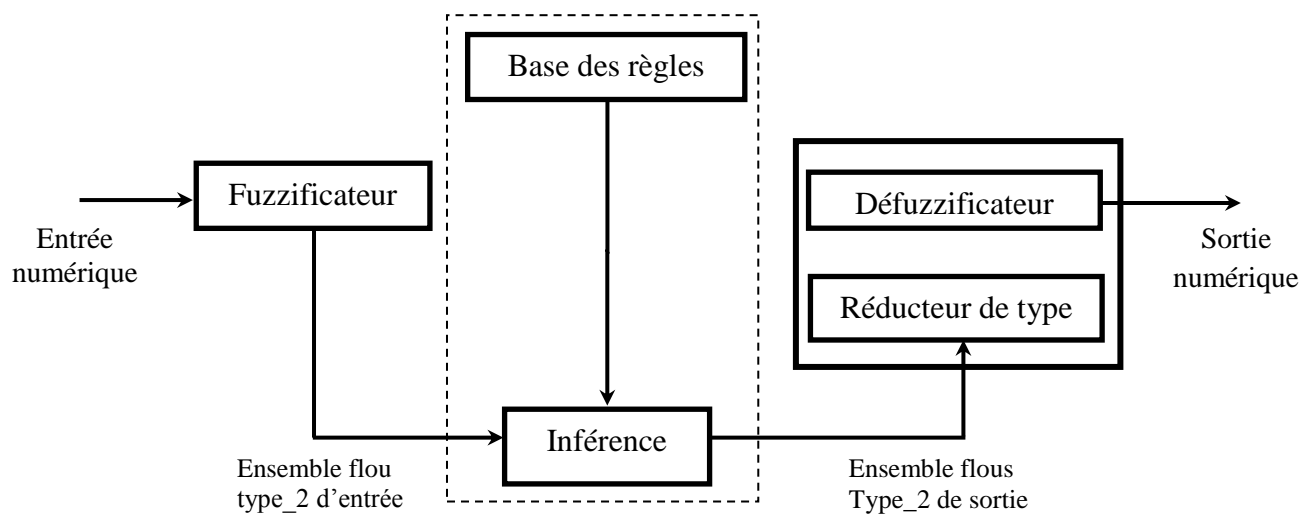 Base des règles
Fuzzificateur
Défuzzificateur
Entrée
numérique
Sortie
numérique
Réducteur de type
Inférence
Ensemble flou
type_2 d’entrée
Ensemble flous
Type_2 de sortie